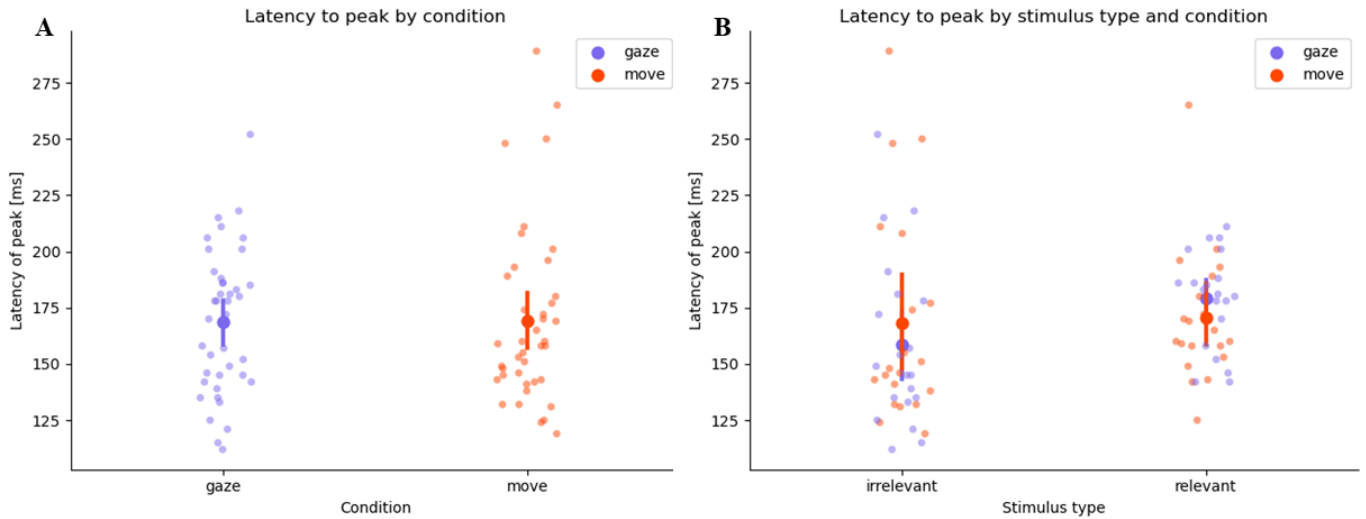 A
Latency to peak by condition
gaze
move
275
250
225
200
175
150
125
Latency of peak [ms]
gaze
move
Condition
B
Latency to peak by stimulus type and condition
gaze
move
275
250
225
200
175
150
125
Latency of peak [ms]
irrelevant
relevant
Stimulus type